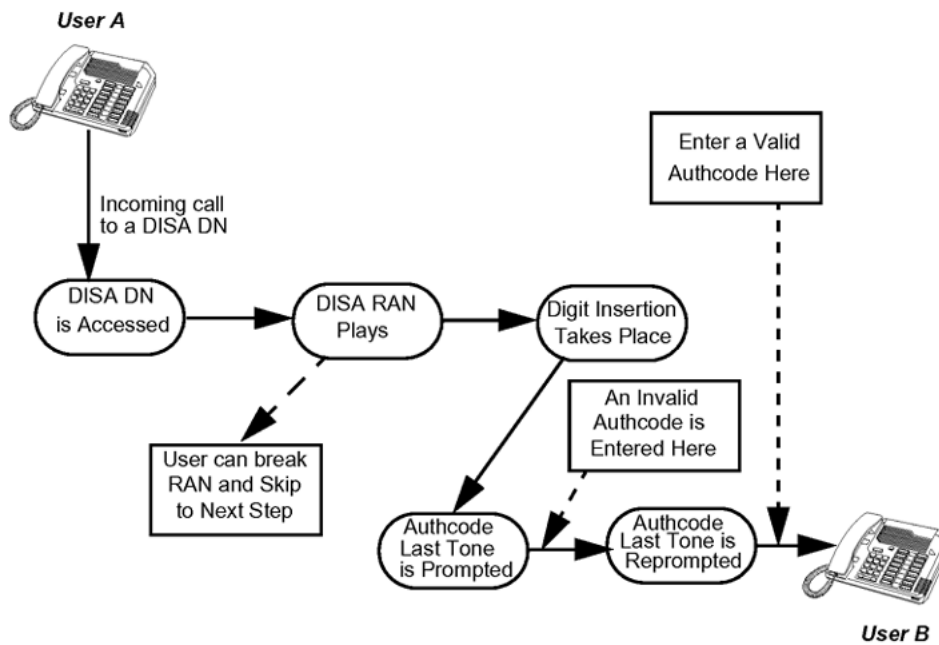 User A
Enter a Valid
Authcode Here
Incoming call
to a DISA DN
DISA DN
is Accessed
DISA RAN
Plays
Digit Insertion
Takes Place
An Invalid
Authcode is
Entered Here
User can break
RAN and Skip
to Next Step
Authcode
Last Tone
is Prompted
Authcode
Last Tone is
Reprompted
User B